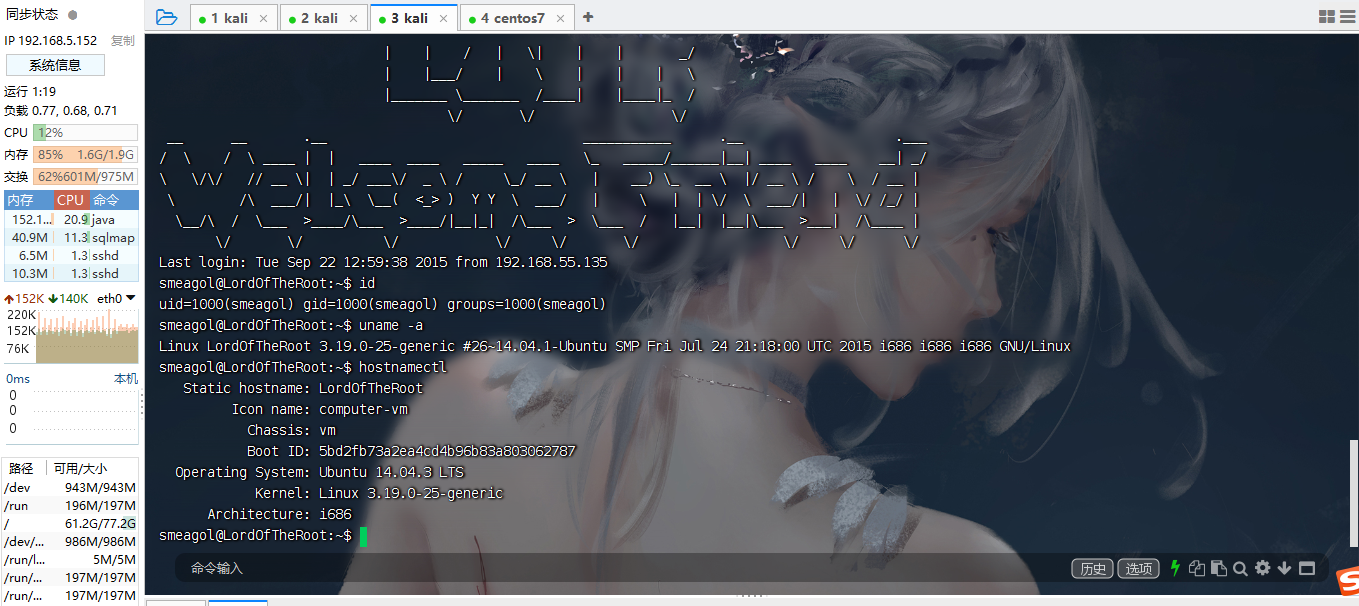 同步状态
IP 192.168.5.152 复制
系统信息
运行 1:19
负载 0.77, 0.68, 0.71
CPU 12%
内存 85% 1.6G/1.9G
交换 62% 601M/975M
内存 CPU 命令
152.1... 20.9 java
40.9M 11.3 sqlmap
6.5M 1.3 sshd
10.3M 1.3 sshd
152K 140K eth0
220K
152K
76K
0ms 本机
0
0
0
路径 可用/大小
/dev 943M/943M
/run 196M/197M
/ 61.2G/77.2G
/dev/... 986M/986M
/run/l... 5M/5M
/run/... 197M/197M
/run/... 197M/197M
1 kali
2 kali
3 kali
4 centos7
Welcome Friend
Last login: Tue Sep 22 12:59:38 2015 from 192.168.55.135
smeagol@LordOfTheRoot:~$ id
uid=1000(smeagol) gid=1000(smeagol) groups=1000(smeagol)
smeagol@LordOfTheRoot:~$ uname -a
Linux LordOfTheRoot 3.19.0-25-generic #26~14.04.1-Ubuntu SMP Fri Jul 24 21:18:00 UTC 2015 i686 i686 i686 GNU/Linux
smeagol@LordOfTheRoot:~$ hostnamectl
Static hostname: LordOfTheRoot
Icon name: computer-vm
Chassis: vm
Boot ID: 5bd2fb73a2ea4cd4b96b83a803062787
Operating System: Ubuntu 14.04.3 LTS
Kernel: Linux 3.19.0-25-generic
Architecture: i686
smeagol@LordOfTheRoot:~$
命令输入
历史 选项